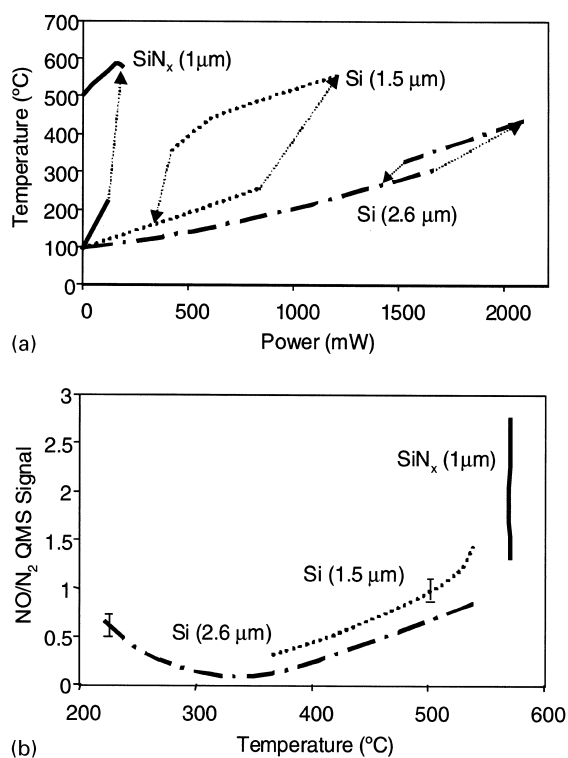 700
600
500
400
300
200
100
0
Temperature (ºC)
SiNx (1μm)
Si (1.5 μm)
Si (2.6 μm)
0 500 1000 1500 2000
Power (mW)
(a)
3
2.5
2
1.5
1
0.5
0
NO/N2 QMS Signal
SiNx (1μm)
Si (1.5 μm)
Si (2.6 μm)
200 300 400 500 600
Temperature (ºC)
(b)